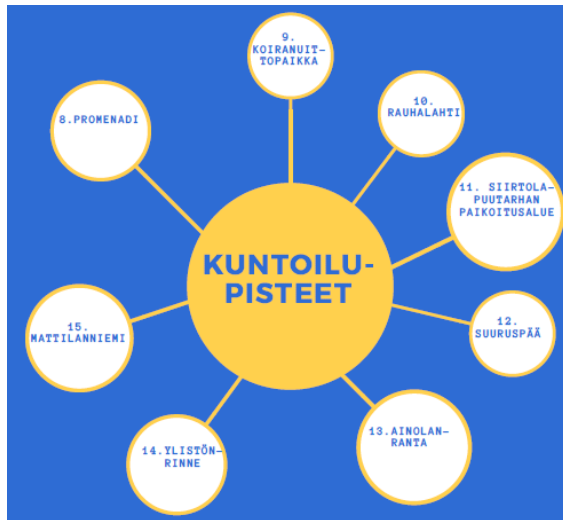 9.
KOIRANUIT-
TOPAIKKA
10.
RAUHALAHTI
8.PROMENADI
11. SIIRTOLA-
PUUTARHAN
PAIKOITUSALUE
KUNTOILU-
PISTEET
12.
SUURUSPÄÄ
15.
MATTILANNIEMI
13.AINOLAN-
RANTA
14.YLISTÖN-
RINNE